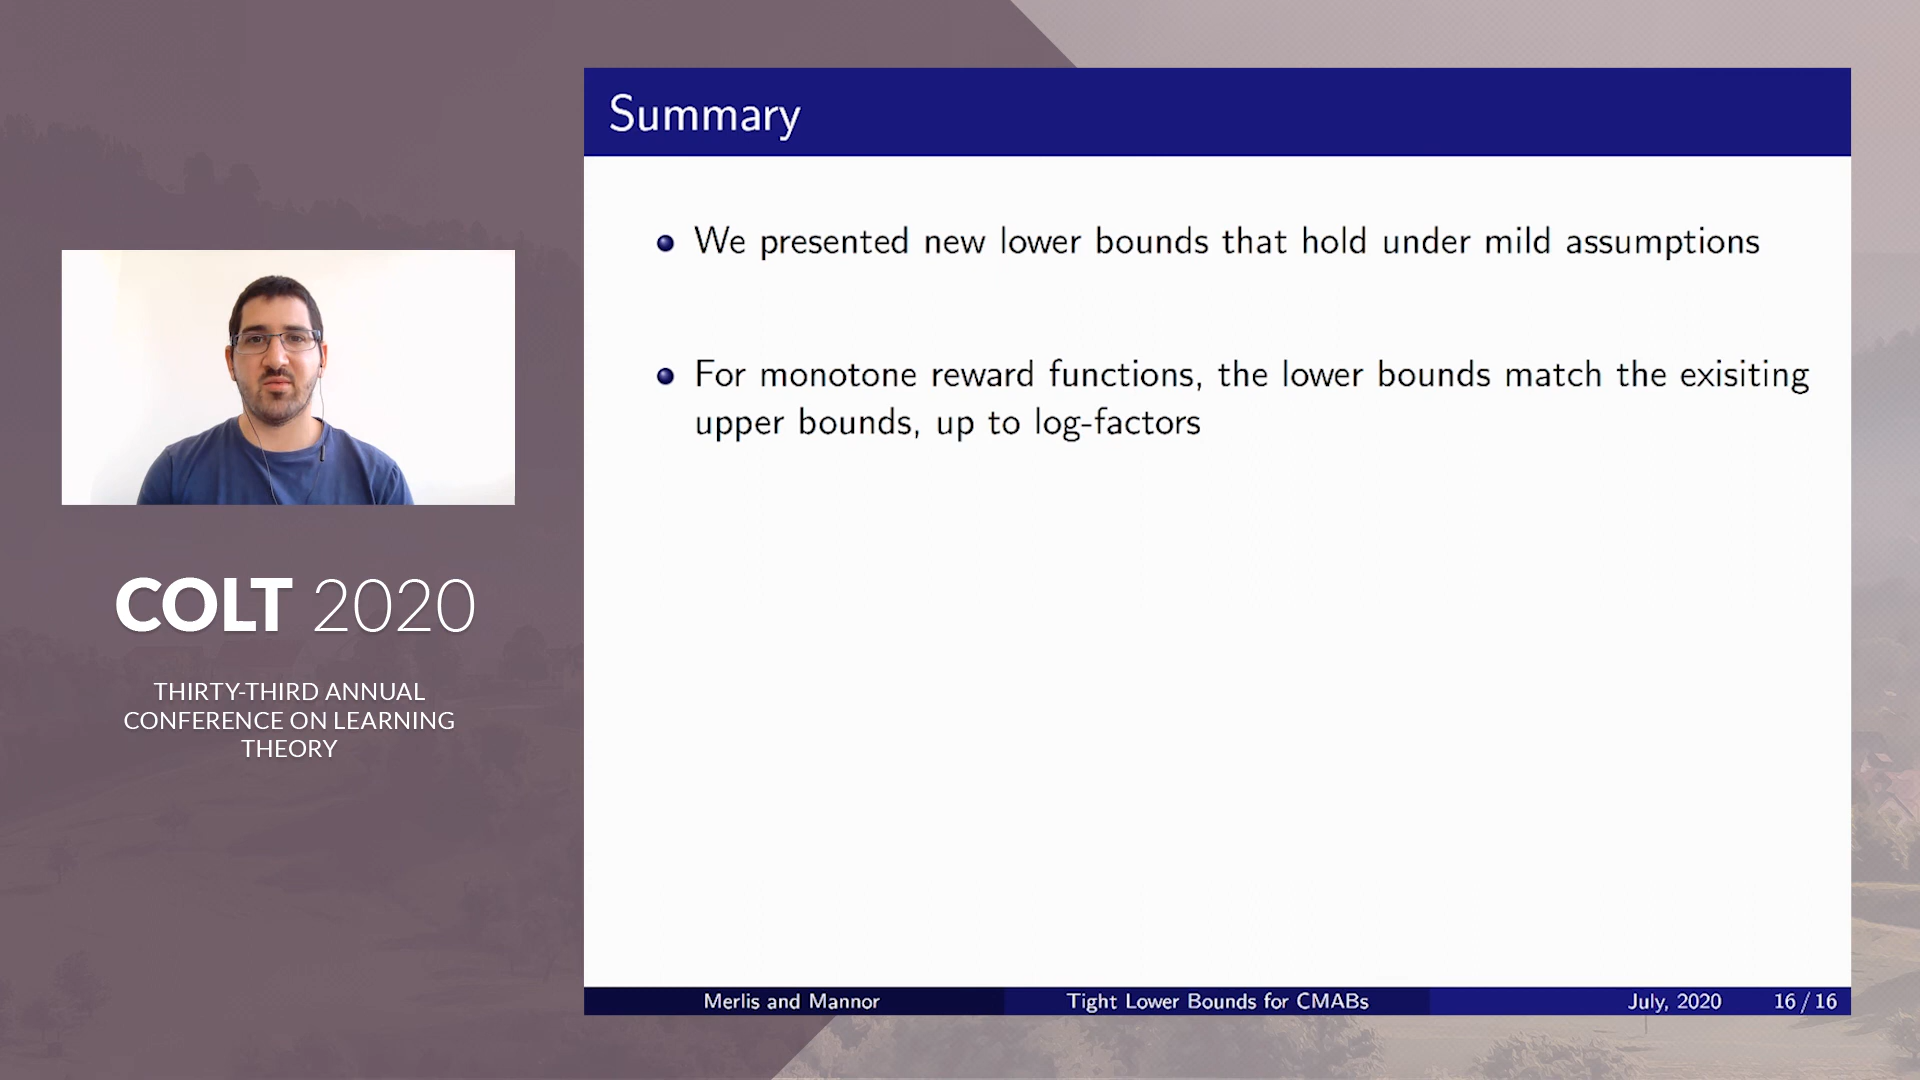 COLT 2020
THIRTY-THIRD ANNUAL
CONFERENCE ON LEARNING
THEORY
Summary
We presented new lower bounds that hold under mild assumptions
For monotone reward functions, the lower bounds match the exisiting
upper bounds, up to log-factors
Merlis and Mannor Tight Lower Bounds for CMABs July, 2020 16 / 16